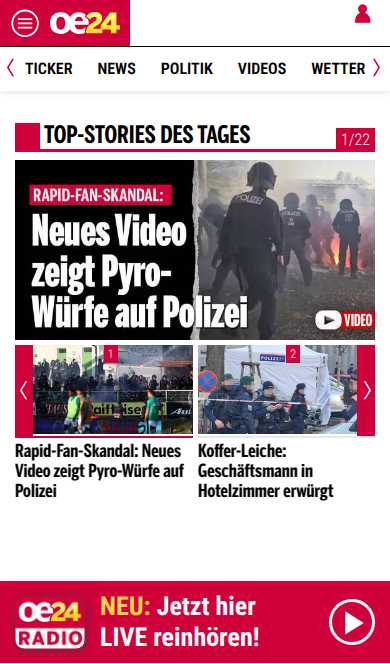 oe24
TICKER NEWS POLITIK VIDEOS WETTER
TOP-STORIES DES TAGES
1/22
RAPID-FAN-SKANDAL:
POLIZEI
Neues Video
zeigt Pyro-
Würfe auf Polizei
VIDEO
1
2
POLIZEI
Rapid-Fan-Skandal: Neues
Video zeigt Pyro-Würfe auf
Polizei
Koffer-Leiche:
Geschäftsmann in
Hotelzimmer erwürgt
oe24
RADIO
NEU: Jetzt hier
LIVE reinhören!